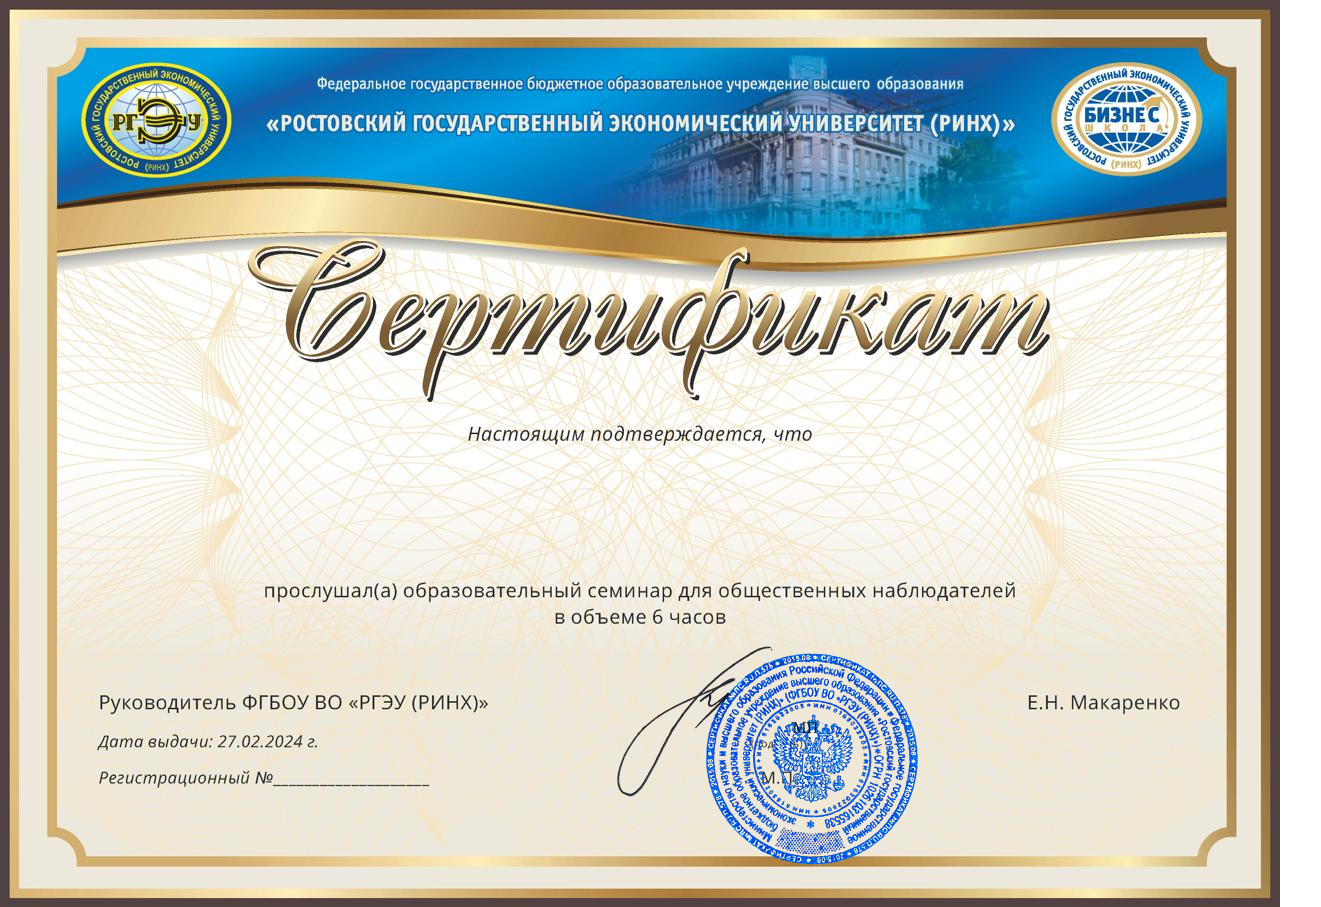 Федеральное государственное бюджетное образовательное учреждение высшего образования
«РОСТОВСКИЙ ГОСУДАРСТВЕННЫЙ ЭКОНОМИЧЕСКИЙ УНИВЕРСИТЕТ (РИНХ)»
РОСТОВСКИЙ ГОСУДАРСТВЕННЫЙ ЭКОНОМИЧЕСКИЙ УНИВЕРСИТЕТ
РГЭУ
(РИНХ)
РОСТОВСКИЙ ГОСУДАРСТВЕННЫЙ ЭКОНОМИЧЕСКИЙ УНИВЕРСИТЕТ
БИЗНЕС
ШКОЛА
(РИНХ)
Сертификат
Настоящим подтверждается, что
прослушал(а) образовательный семинар для общественных наблюдателей
в объеме 6 часов
Руководитель ФГБОУ ВО «РГЭУ (РИНХ)»
Е.Н. Макаренко
Дата выдачи: 27.02.2024 г.
Регистрационный №____________________
МП
М.П.
Министерство науки и высшего образования Российской Федерации
Федеральное государственное
бюджетное образовательное учреждение высшего образования «Ростовский государственный
экономический университет (РИНХ)» (ФГБОУ ВО «РГЭУ (РИНХ)»)